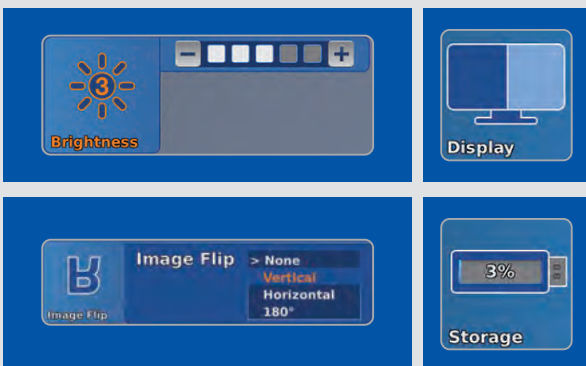 3
Brightness
Display
Image Flip
Image Flip
> None
Vertical
Horizontal
180°
3%
Storage